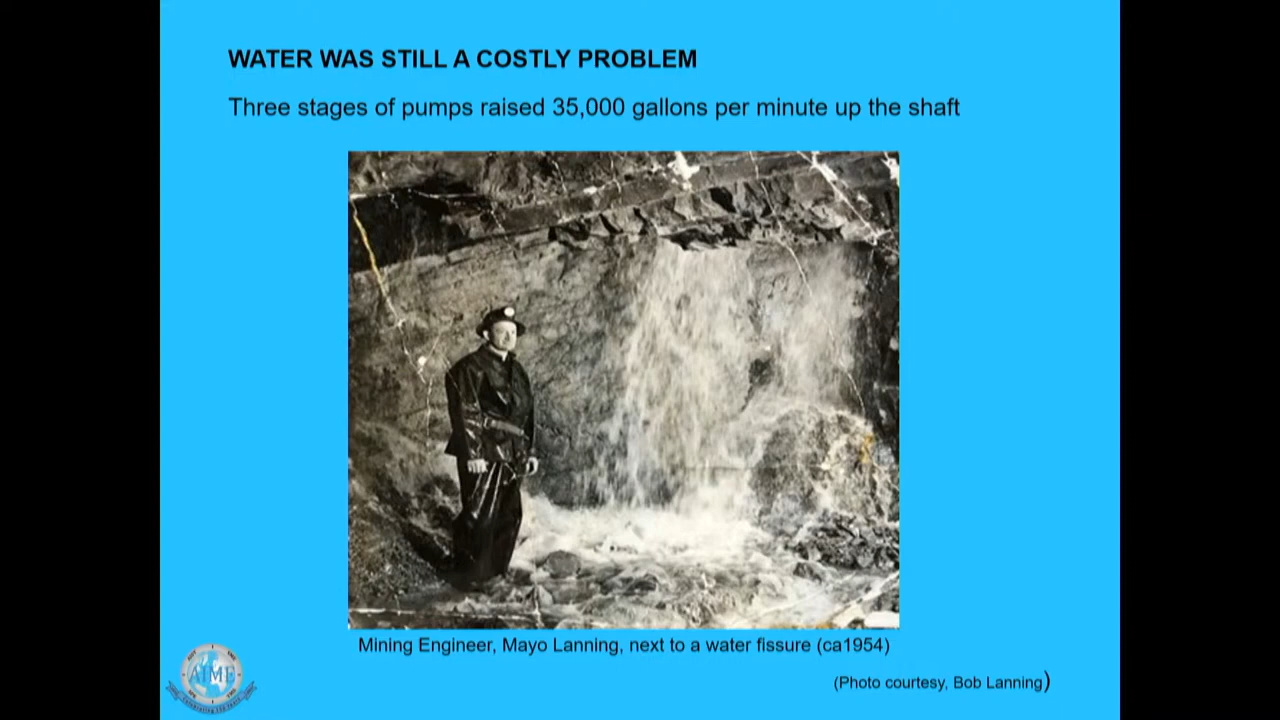 WATER WAS STILL A COSTLY PROBLEM
Three stages of pumps raised 35,000 gallons per minute up the shaft
Mining Engineer, Mayo Lanning, next to a water fissure (ca1954)
(Photo courtesy, Bob Lanning)
AIME